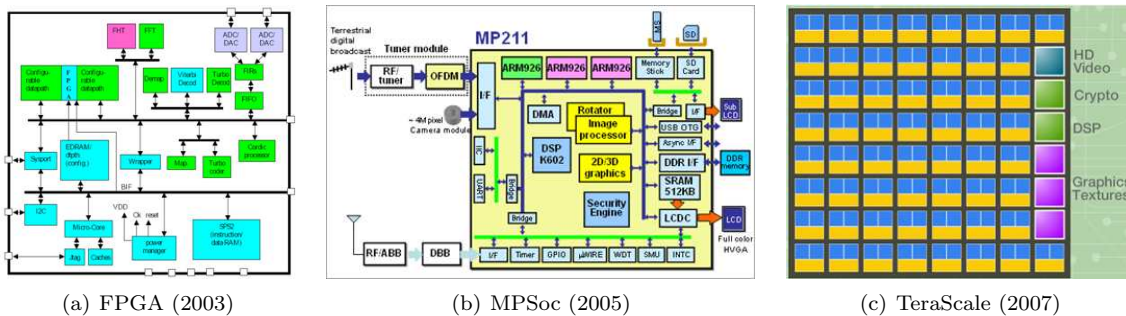 FHT
FFT
ADC/
DAC
ADC/
DAC
Configu-
rable
datapath
F
P
G
A
Configu-
rable
datapath
Demap
Viterbi
Decod
Turbo
Decod
FIRs
FIFO
Sysport
EDRAM/
dfpth
(config.)
Wrapper
Map.
Turbo
coder
Cordic
processor
BIF
I2C
VDD
Clk reset
Micro-Core
power
manager
SPS2
(Instruction/
data RAM)
Jtag
Caches
(a) FPGA (2003)
Terrestrial
digital
broadcast
Tuner module
RF/
tuner
OFDM
~ 4M pixel
Camera module
RF/ABB
DBB
MP211
SD
I/F
ARM926
ARM926
ARM926
Memory
Stick
SD
Card
DMA
Rotator
Image
processor
Bridge
I/F
Sub
LCD
USB OTG
Async I/F
DSP
K602
2D/3D
graphics
DDR I/F
DDR
memory
IIC
UART
Bridge
SRAM
512KB
Security
Engine
LCDC
LCD
Full color
HVGA
Bridge
I/F
Timer
GPIO
μWIRE
WDT
SMU
INTC
(b) MPSoc (2005)
HD
Video
Crypto
DSP
Graphics
Textures
(c) TeraScale (2007)